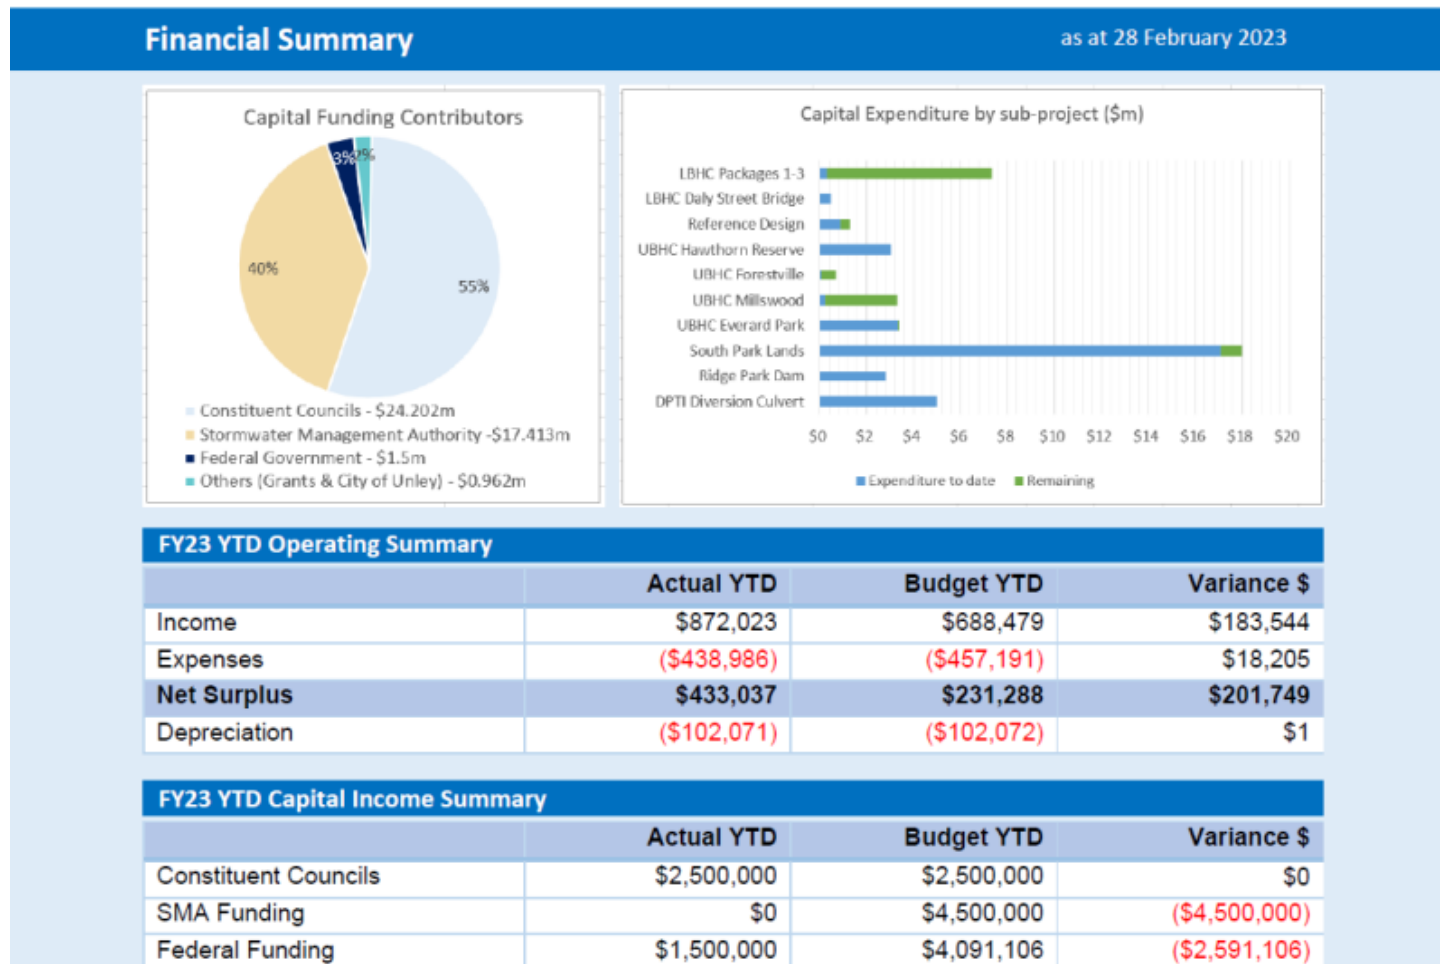 Financial Summary
as at 28 February 2023
Capital Funding Contributors
3%
2%
40%
55%
Constituent Councils - $24.202m
Stormwater Management Authority -$17.413m
Federal Government - $1.5m
Others (Grants & City of Unley) - $0.962m
Capital Expenditure by sub-project ($m)
LBHC Packages 1-3
LBHC Daly Street Bridge
Reference Design
UBHC Hawthorn Reserve
UBHC Forestville
UBHC Millswood
UBHC Everard Park
South Park Lands
Ridge Park Dam
DPTI Diversion Culvert
$0 $2 $4 $6 $8 $10 $12 $14 $16 $18 $20
Expenditure to date Remaining
FY23 YTD Operating Summary
Actual YTD Budget YTD Variance $
Income $872,023 $688,479 $183,544
Expenses ($438,986) ($457,191) $18,205
Net Surplus $433,037 $231,288 $201,749
Depreciation ($102,071) ($102,072) $1
FY23 YTD Capital Income Summary
Actual YTD Budget YTD Variance $
Constituent Councils $2,500,000 $2,500,000 $0
SMA Funding $0 $4,500,000 ($4,500,000)
Federal Funding $1,500,000 $4,091,106 ($2,591,106)